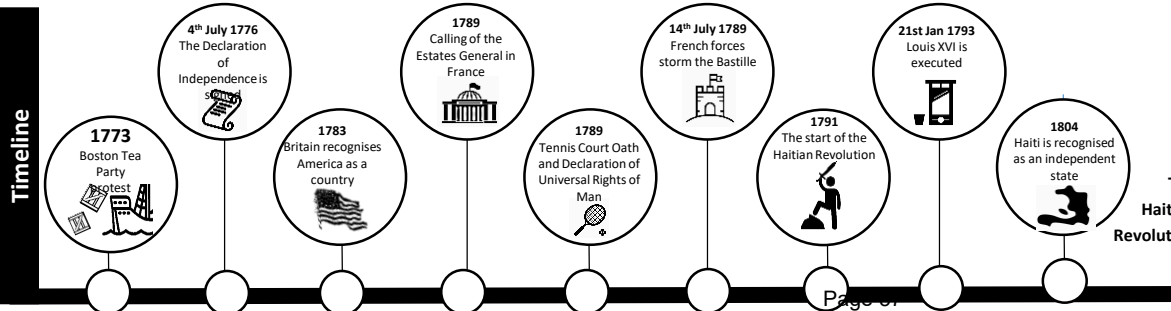 Timeline
1773
Boston Tea
Party
protest
4th July 1776
The Declaration
of
Independence is
signed
1783
Britain recognises
America as a
country
1789
Calling of the
Estates General in
France
1789
Tennis Court Oath
and Declaration of
Universal Rights of
Man
14th July 1789
French forces
storm the Bastille
1791
The start of the
Haitian Revolution
21st Jan 1793
Louis XVI is
executed
1804
Haiti is recognised
as an independent
state
Hait
Revolut